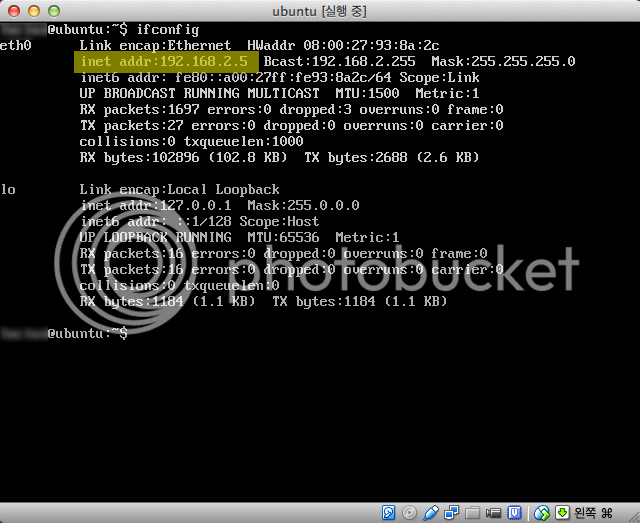 ubuntu [실행 중]
@ubuntu:~$ ifconfig
eth0 Link encap:Ethernet HWaddr 08:00:27:93:8a:2c
inet addr:192.168.2.5 Bcast:192.168.2.255 Mask:255.255.255.0
inet6 addr: fe80::a00:27ff:fe93:8a2c/64 Scope:Link
UP BROADCAST RUNNING MULTICAST MTU:1500 Metric:1
RX packets:1697 errors:0 dropped:3 overruns:0 frame:0
TX packets:27 errors:0 dropped:0 overruns:0 carrier:0
collisions:0 txqueuelen:1000
RX bytes:102896 (102.8 KB) TX bytes:2688 (2.6 KB)
lo Link encap:Local Loopback
inet addr:127.0.0.1 Mask:255.0.0.0
inet6 addr: ::1/128 Scope:Host
UP LOOPBACK RUNNING MTU:65536 Metric:1
RX packets:16 errors:0 dropped:0 overruns:0 frame:0
TX packets:16 errors:0 dropped:0 overruns:0 carrier:0
collisions:0 txqueuelen:0
RX bytes:1184 (1.1 KB) TX bytes:1184 (1.1 KB)
photobucket
@ubuntu:~$
왼쪽 ⌘